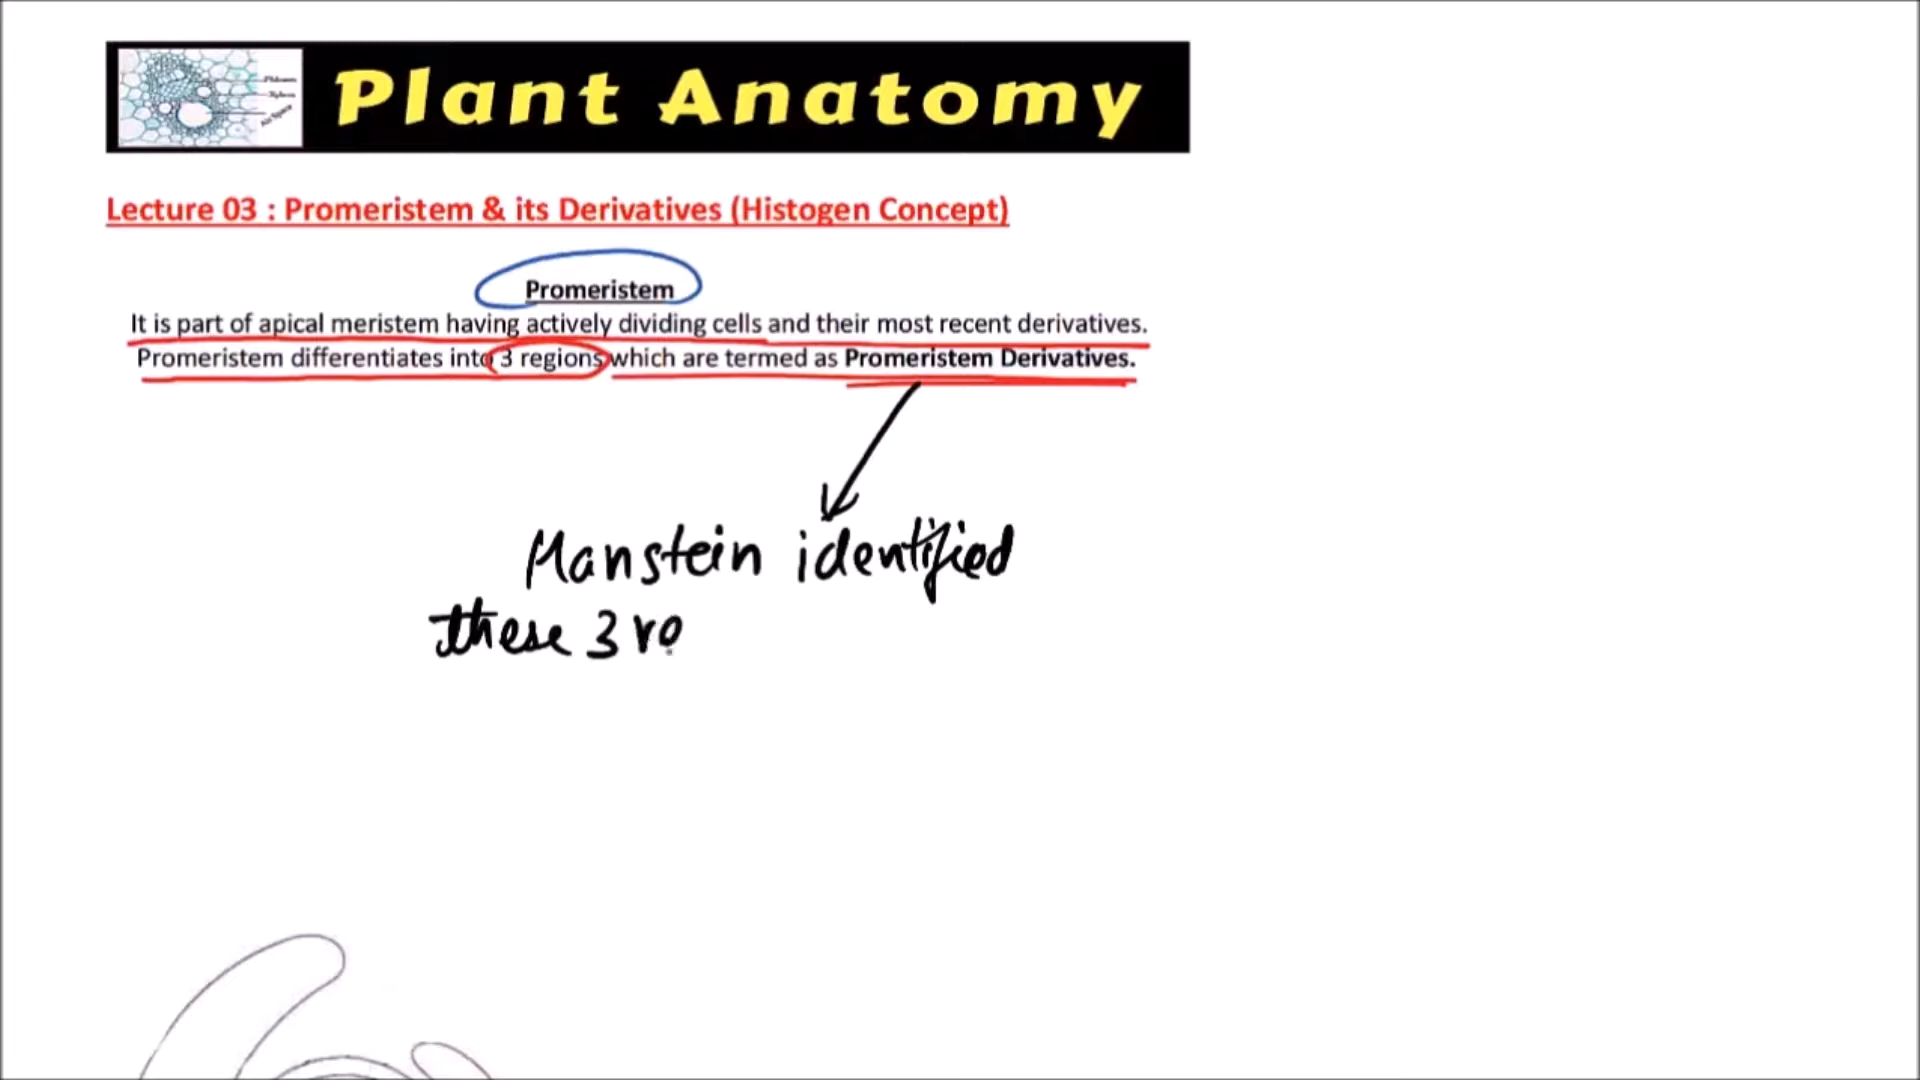 Plant Anatomy
Lecture 03 : Promeristem & its Derivatives (Histogen Concept)
Promeristem
It is part of apical meristem having actively dividing cells and their most recent derivatives.
Promeristem differentiates into 3 regions which are termed as Promeristem Derivatives.
Hanstein identified
these 3 re